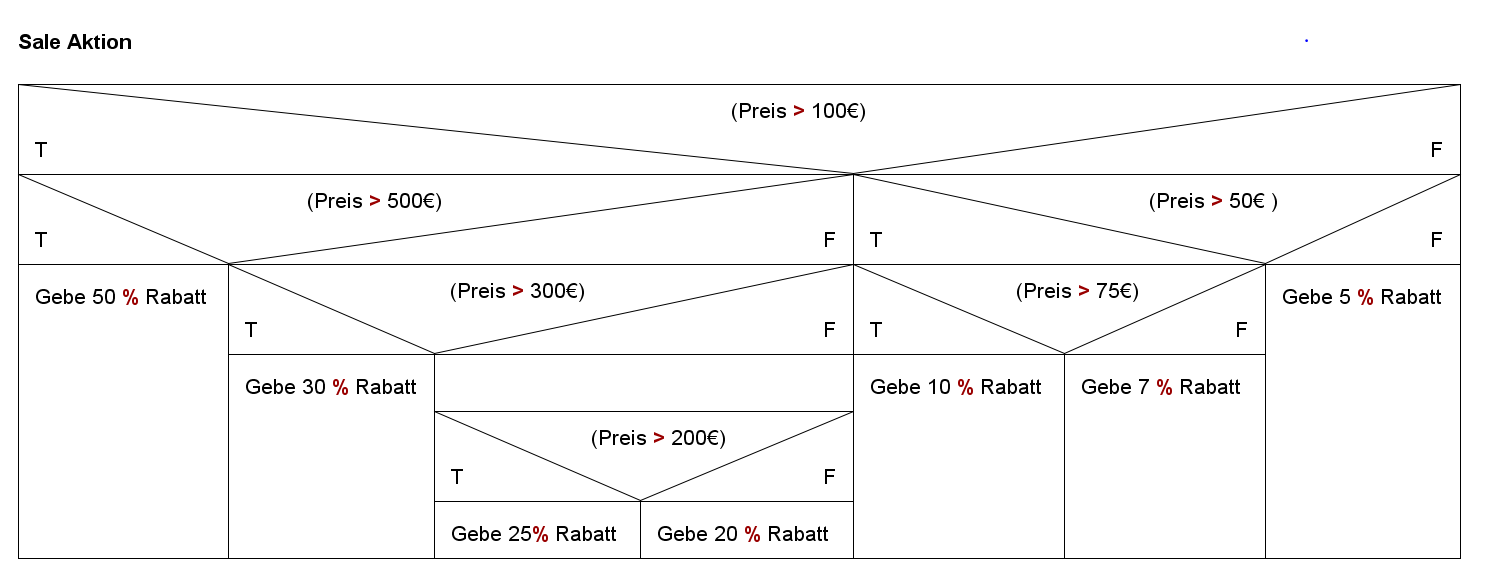 Sale Aktion
(Preis > 100€)
T F
(Preis > 500€) (Preis > 50€ )
T F T F
Gebe 50 % Rabatt (Preis > 300€) (Preis > 75€) Gebe 5 % Rabatt
T F T F
Gebe 30 % Rabatt Gebe 10 % Rabatt Gebe 7 % Rabatt
(Preis > 200€)
T F
Gebe 25% Rabatt Gebe 20 % Rabatt